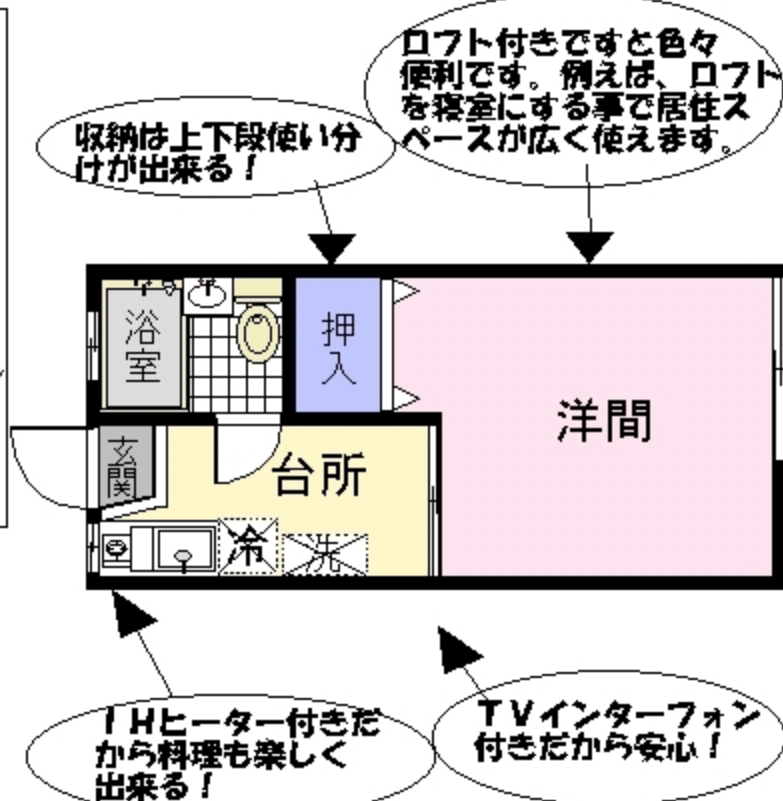 ロフト付きですと色々
便利です。例えば、ロフト
を寝室にする事で居住ス
ペースが広く使えます。
収納は上下段使い分
けが出来る！
浴室
押入
洋間
玄関
台所
冷
洗
IHヒーター付きだ
から料理も楽しく
出来る！
TVインターフォン
付きだから安心！